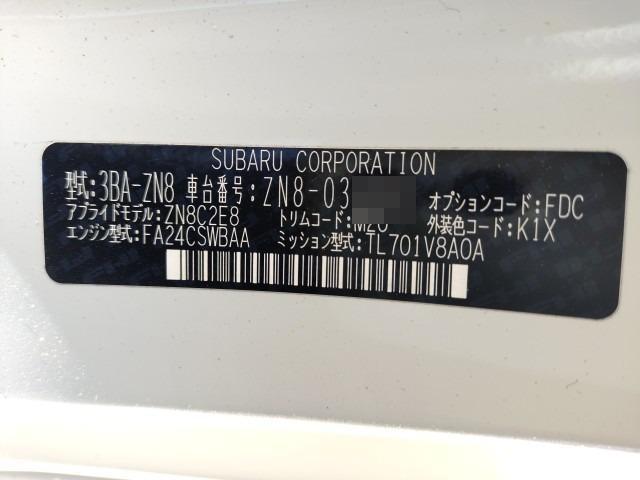 SUBARU CORPORATION
型式:3BA-ZN8 車台番号:ZN8-03 オプションコード:FDC
アプライドモデル:ZN8C2E8 トリムコード: 外装色コード:K1X
エンジン型式:FA24CSWBAA ミッション型式:TL701V8AOA